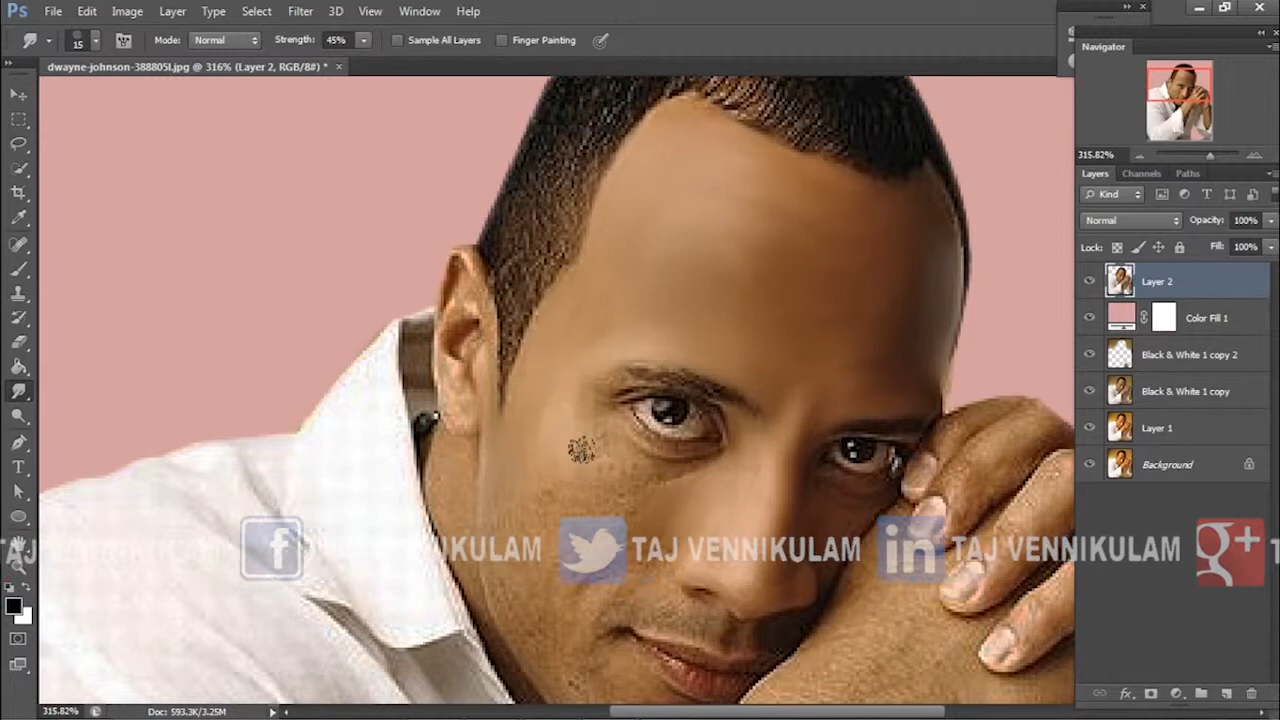 Ps File Edit Image Layer Type Select Filter 3D View Window Help
15 Mode: Normal Strength: 45% Sample All Layers Finger Painting
dwayne-johnson-388805l.jpg @ 316% (Layer 2, RGB/8#) *
Navigator
315.82%
Layers Channels Paths
Kind
Normal Opacity: 100%
Lock: Fill: 100%
Layer 2
Color Fill 1
Black & White 1 copy 2
Black & White 1 copy
Layer 1
Background
TAJ VENNIKULAM TAJ VENNIKULAM
315.82% Doc: 593.3K/3.25M
fx